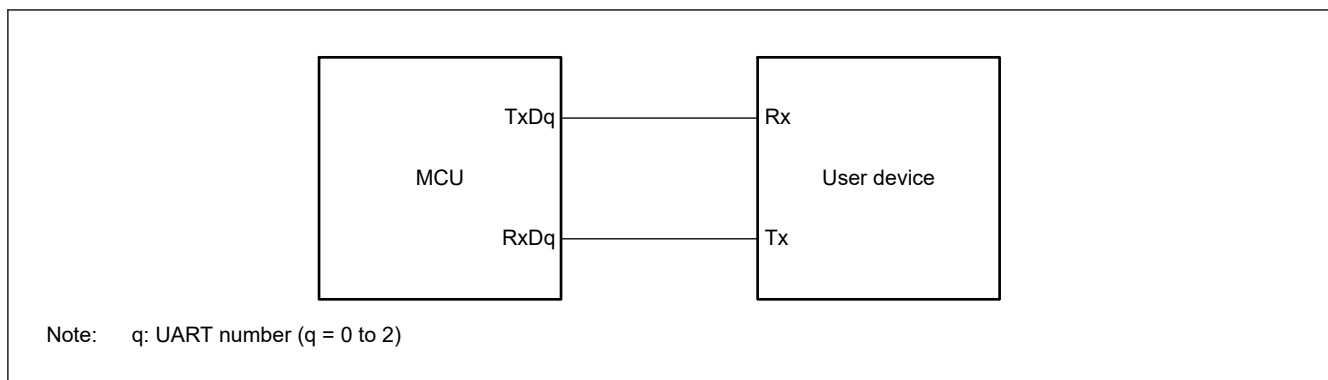 TxDq
Rx
MCU
User device
RxDq
Tx
Note: q: UART number (q = 0 to 2)